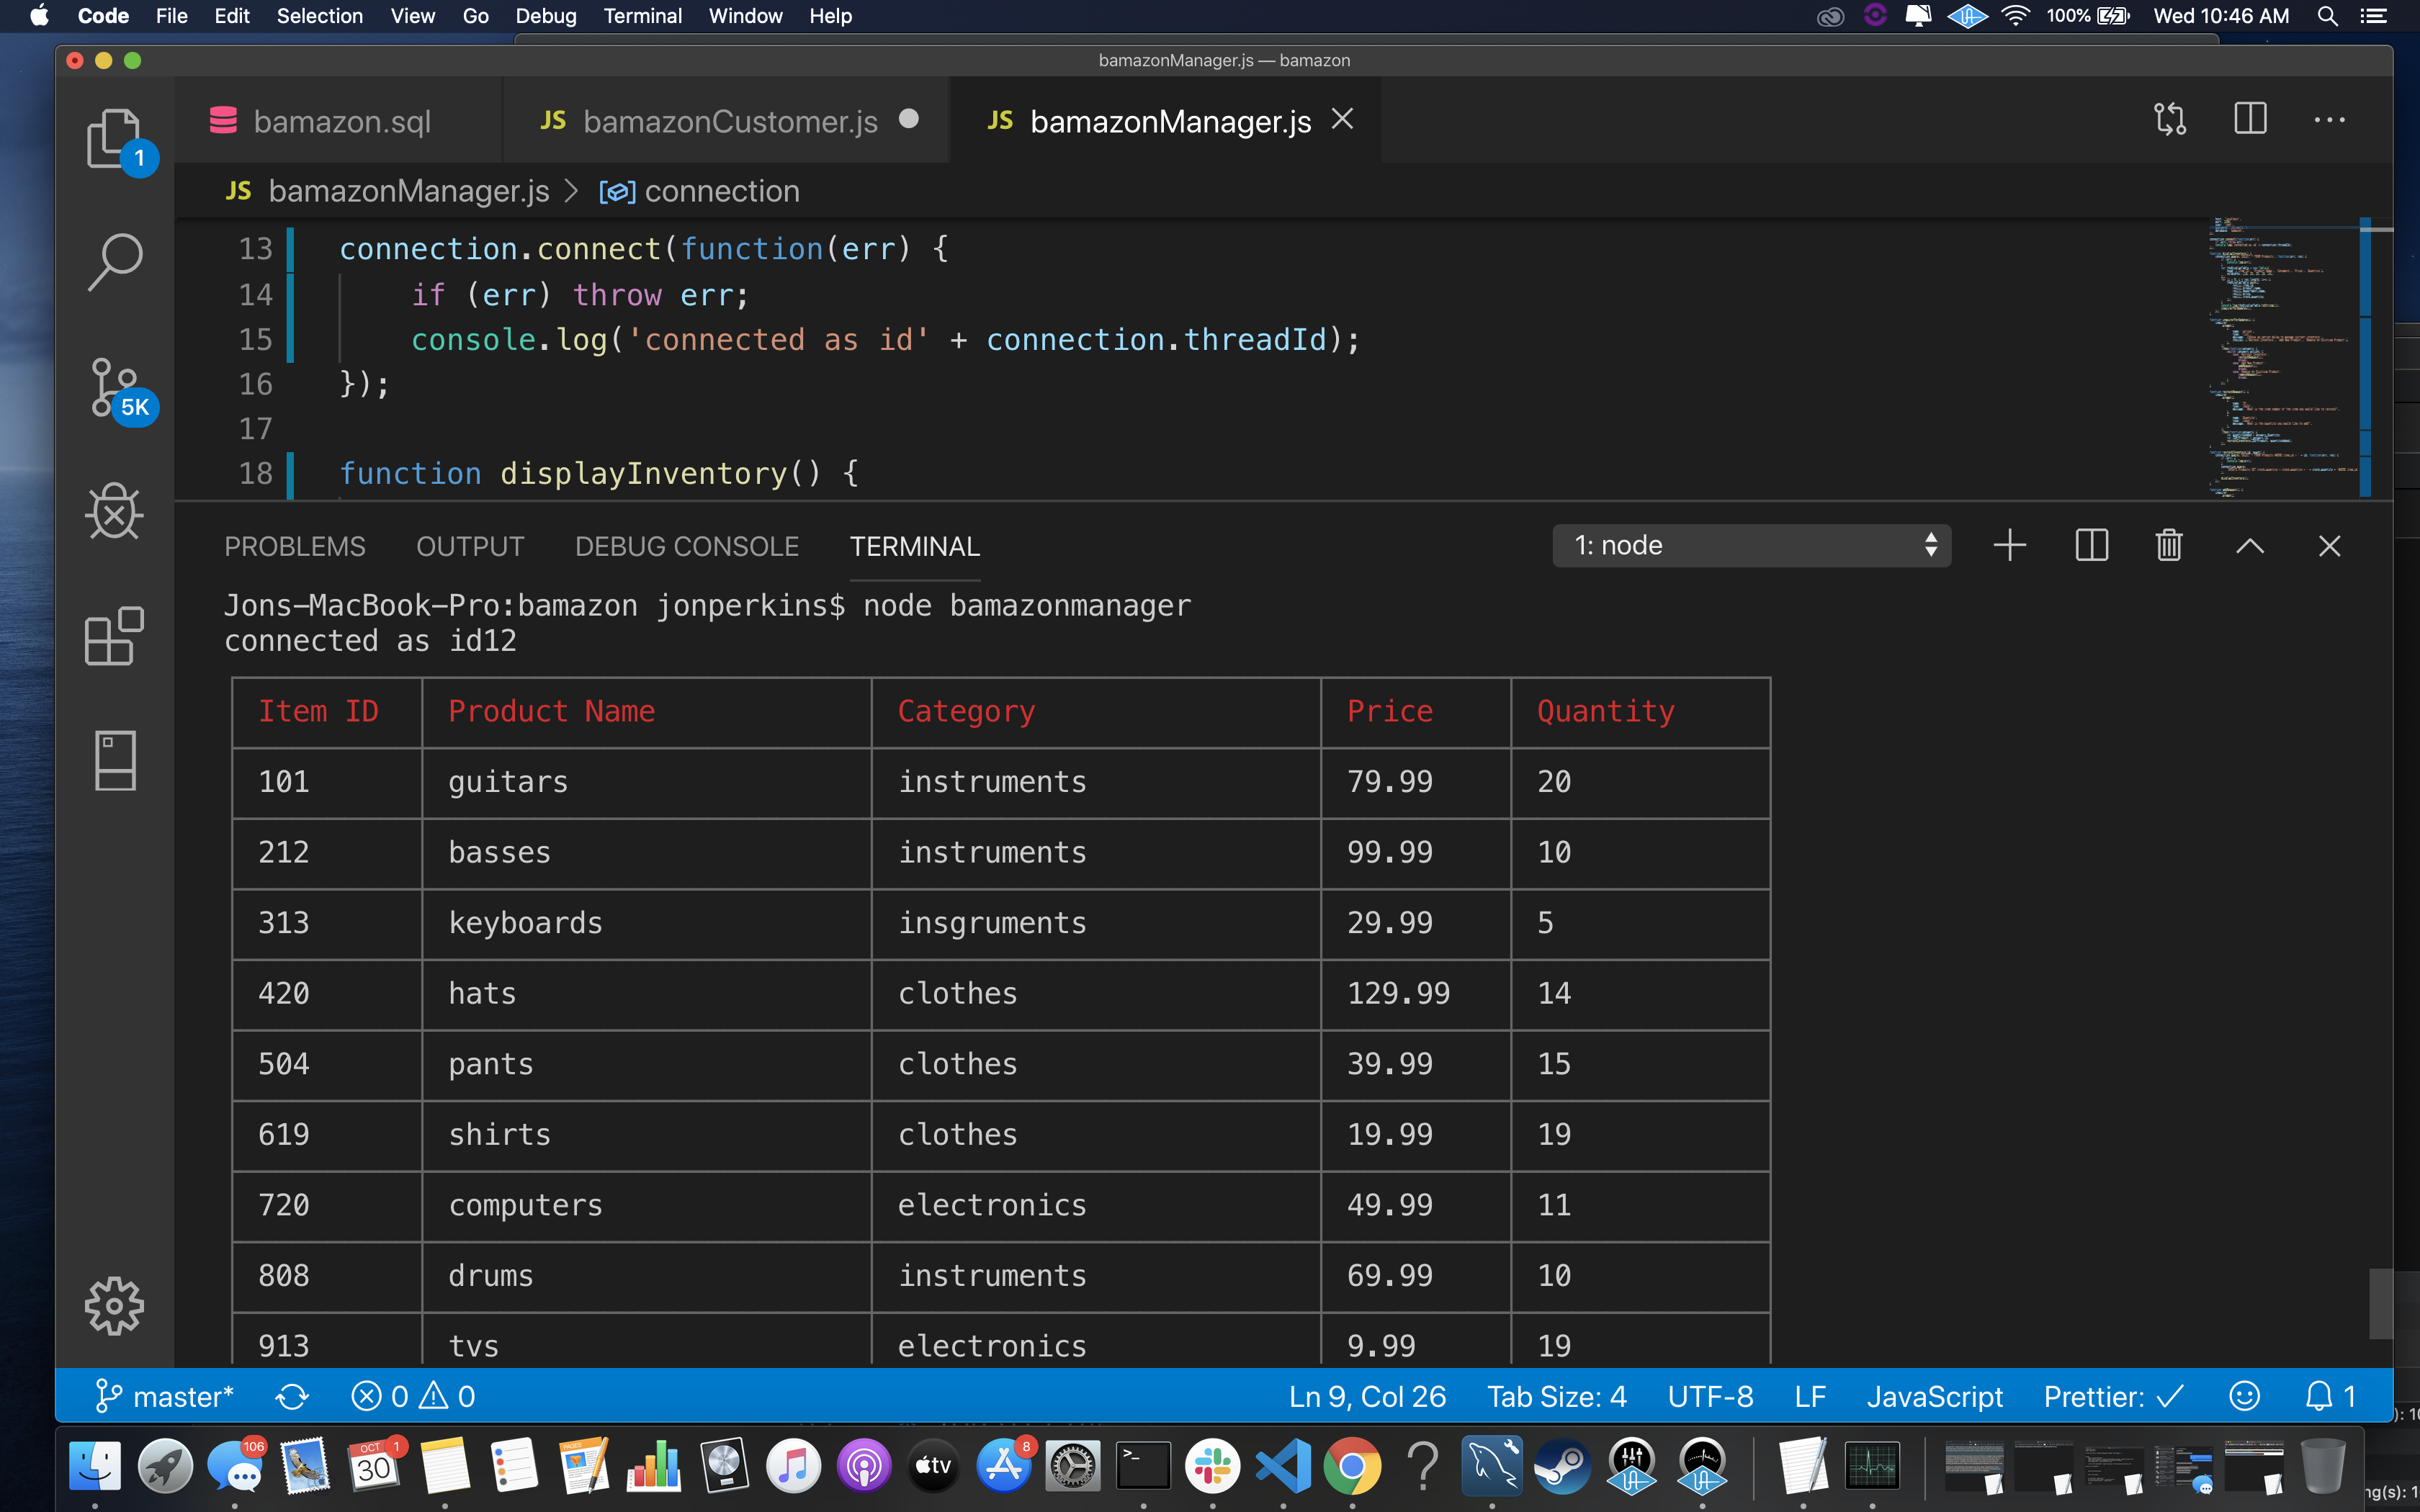 Code File Edit Selection View Go Debug Terminal Window Help 100% Wed 10:46 AM
bamazonManager.js — bamazon
bamazon.sql JS bamazonCustomer.js JS bamazonManager.js
1
JS bamazonManager.js > connection
13 connection.connect(function(err) {
14 if (err) throw err;
15 console.log('connected as id' + connection.threadId);
16 });
17
18 function displayInventory() {
5K
PROBLEMS OUTPUT DEBUG CONSOLE TERMINAL 1: node
Jons-MacBook-Pro:bamazon jonperkins$ node bamazonmanager
connected as id12
Item ID Product Name Category Price Quantity
101 guitars instruments 79.99 20
212 basses instruments 99.99 10
313 keyboards insgruments 29.99 5
420 hats clothes 129.99 14
504 pants clothes 39.99 15
619 shirts clothes 19.99 19
720 computers electronics 49.99 11
808 drums instruments 69.99 10
913 tvs electronics 9.99 19
master* 0 0 Ln 9, Col 26 Tab Size: 4 UTF-8 LF JavaScript Prettier: ✓ 1
106 OCT 30 1 PAGES tv 8 >_ ?